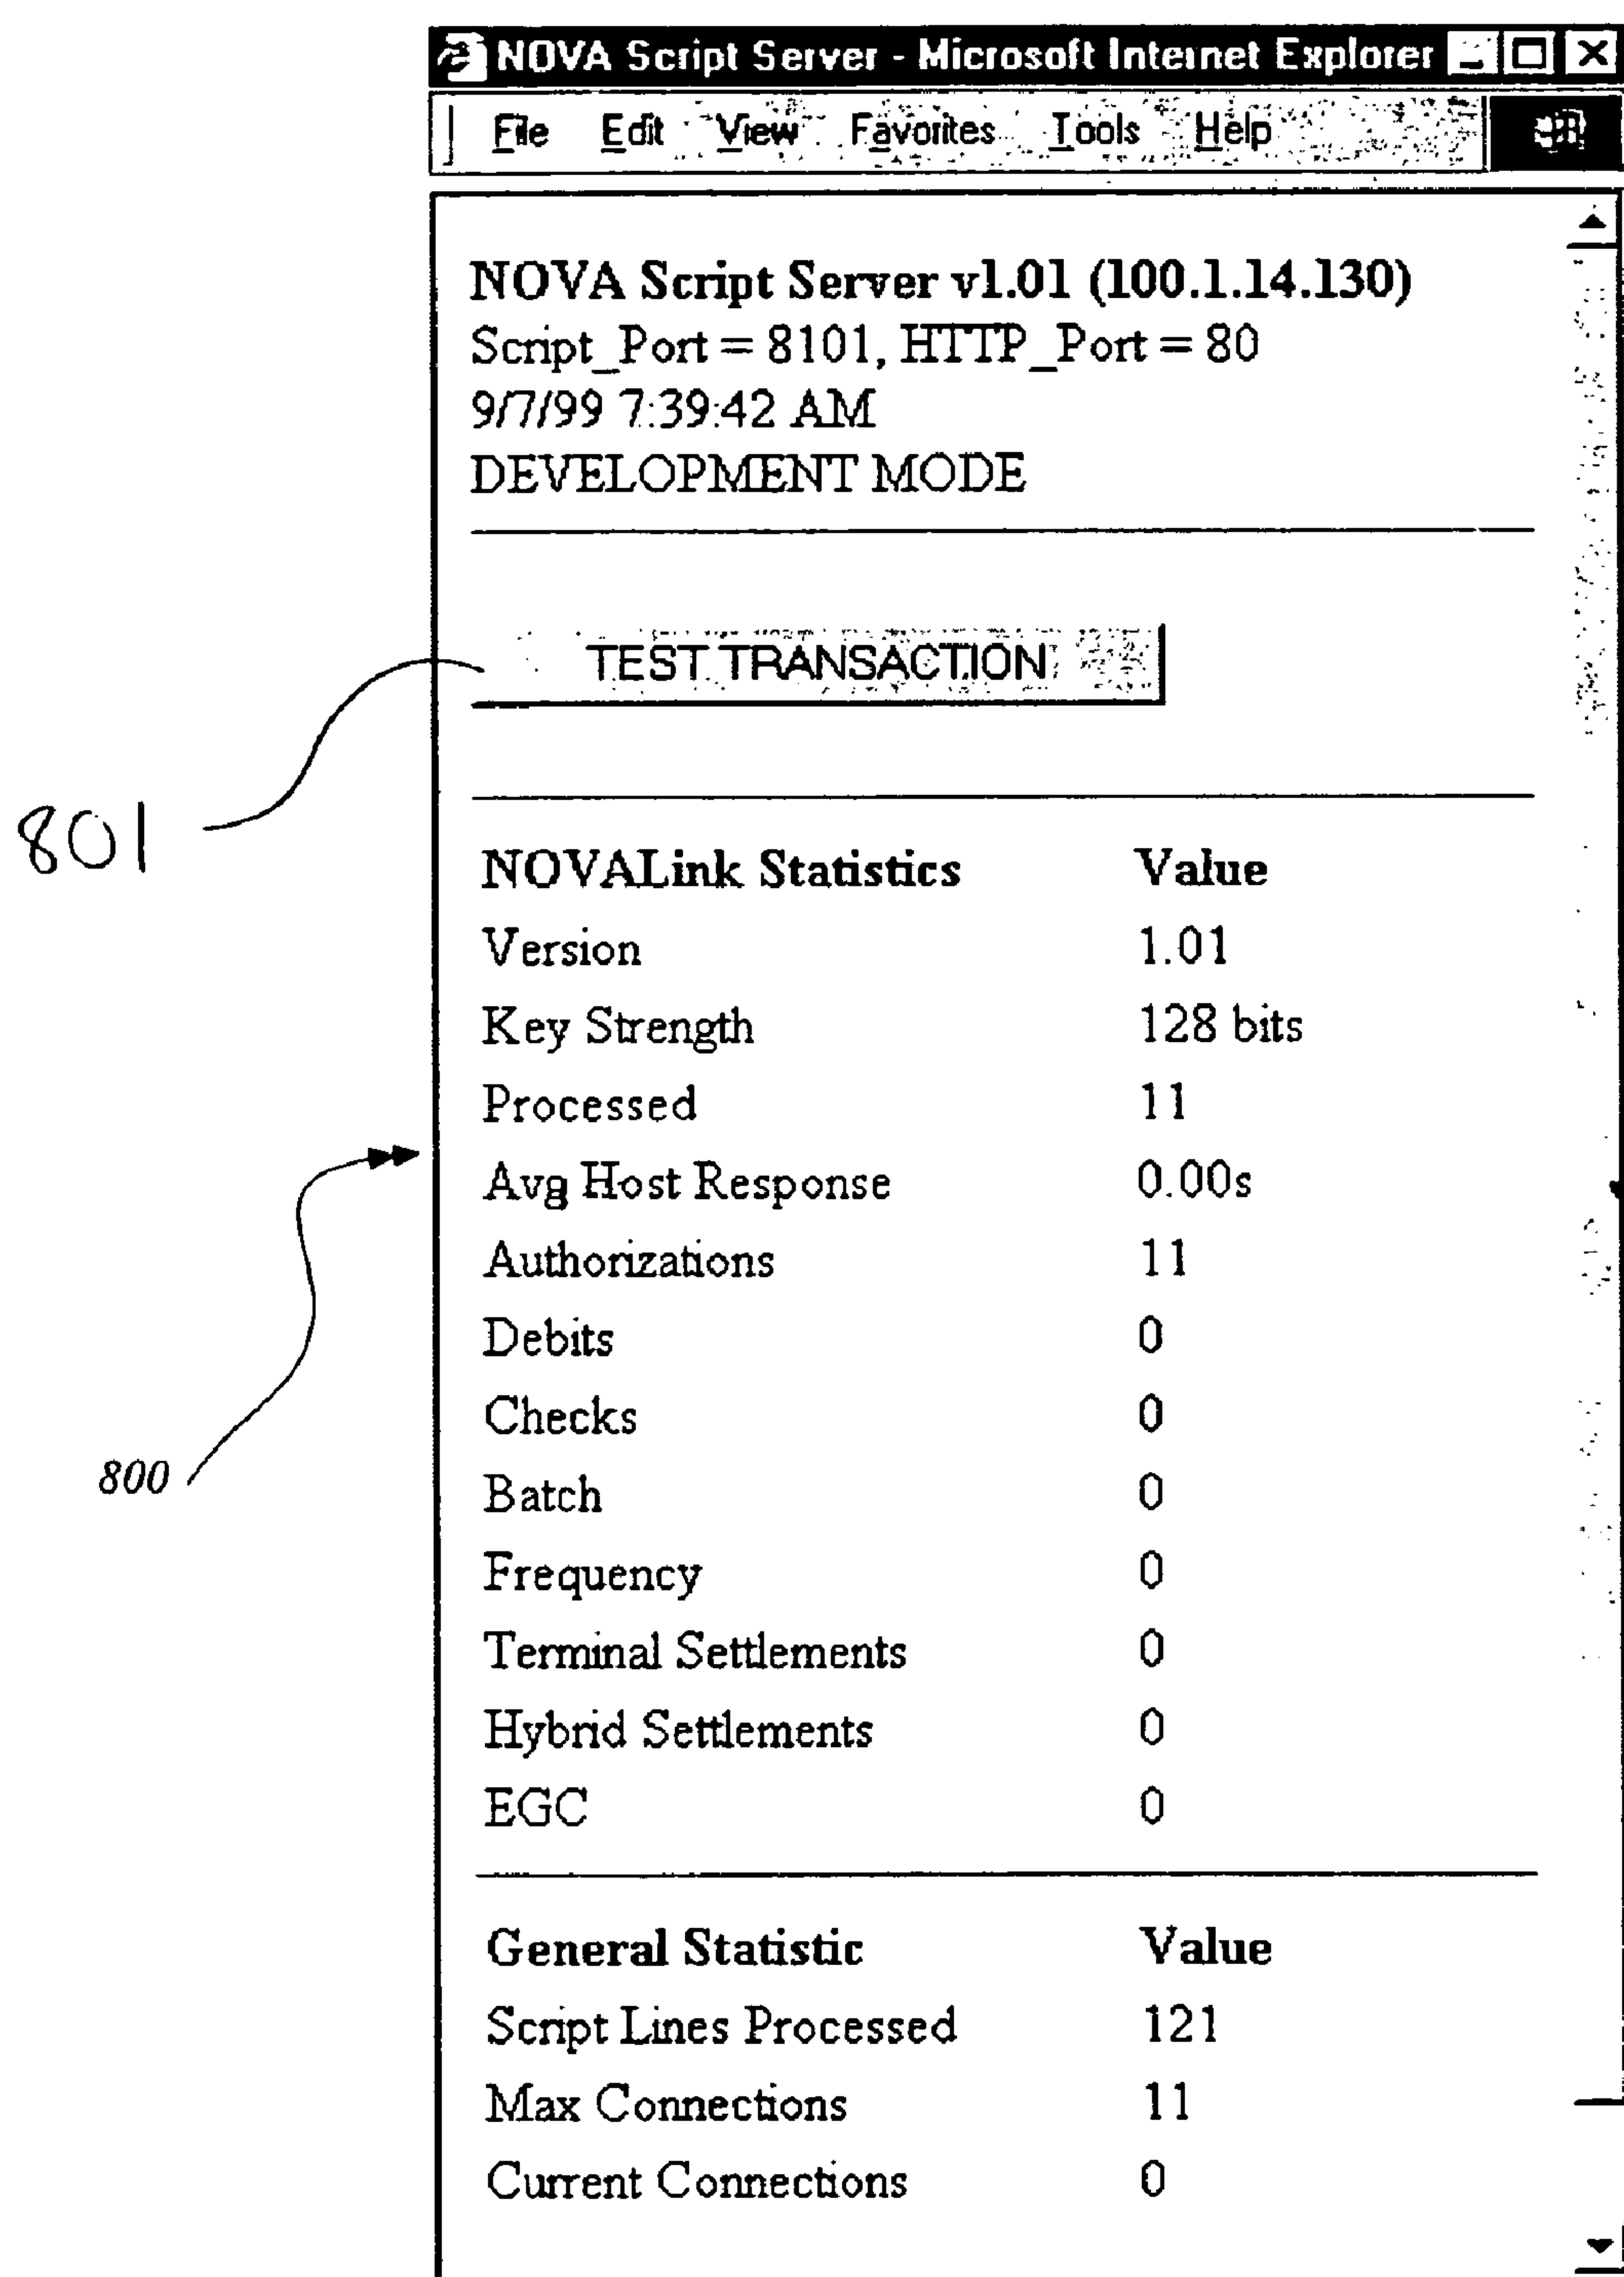 NOVA Script Server - Microsoft Internet Explorer
File Edit View Favorites Tools Help
NOVA Script Server v1.01 (100.1.14.130)
Script_Port = 8101, HTTP_Port = 80
9/7/99 7:39:42 AM
DEVELOPMENT MODE
TEST TRANSACTION
801
NOVALink Statistics Value
Version 1.01
Key Strength 128 bits
Processed 11
Avg Host Response 0.00s
Authorizations 11
Debits 0
Checks 0
800
Batch 0
Frequency 0
Terminal Settlements 0
Hybrid Settlements 0
EGC 0
General Statistic Value
Script Lines Processed 121
Max Connections 11
Current Connections 0